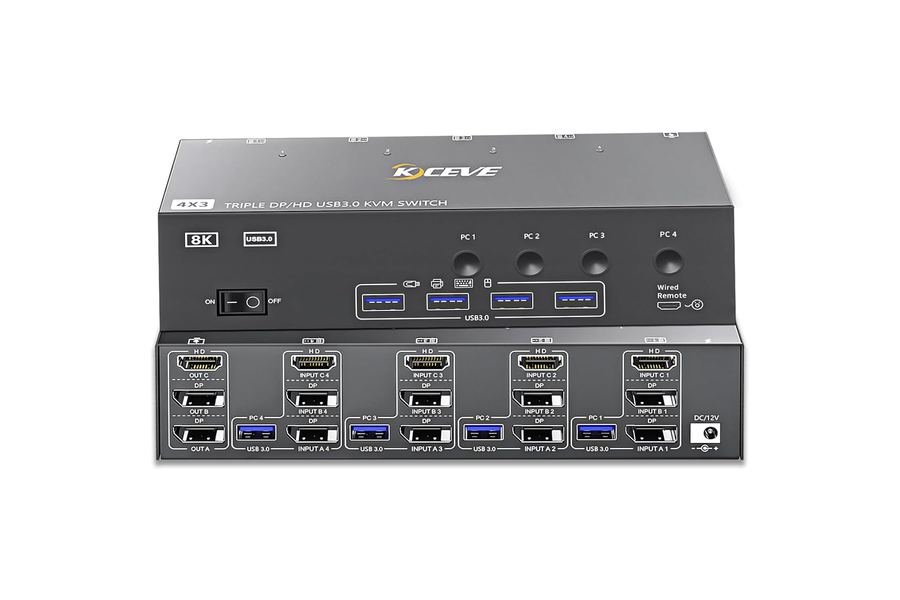 KCEVE
4X3 TRIPLE DP/HD USB3.0 KVM SWITCH
8K USB3.0
PC 1 PC 2 PC 3 PC 4
ON OFF
Wired
Remote
USB3.0
HD HD HD HD HD
OUT C INPUT C 4 INPUT C 3 INPUT C 2 INPUT C 1
DP DP DP DP DP
OUT B INPUT B 4 INPUT B 3 INPUT B 2 INPUT B 1
PC 4 PC 3 PC 2 PC 1 DC/12V
DP DP DP DP DP
OUT A USB 3.0 INPUT A 4 USB 3.0 INPUT A 3 USB 3.0 INPUT A 2 USB 3.0 INPUT A 1